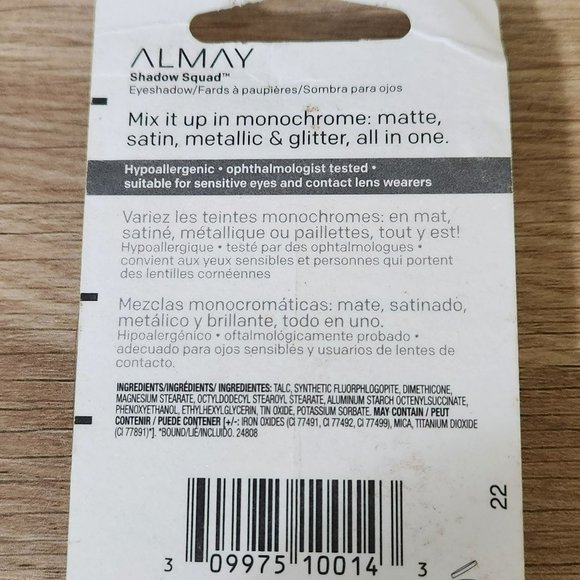 ALMAY
Shadow Squad™
Eyeshadow/Fards à paupières/Sombra para ojos
Mix it up in monochrome: matte,
satin, metallic & glitter, all in one.
Hypoallergenic • ophthalmologist tested •
suitable for sensitive eyes and contact lens wearers
Variez les teintes monochromes: en mat,
satiné, métallique ou paillettes, tout y est!
Hypoallergique • testé par des ophtalmologues •
convient aux yeux sensibles et personnes qui portent
des lentilles cornéennes
Mezclas monocromáticas: mate, satinado,
metálico y brillante, todo en uno.
Hipoalergénico • oftalmológicamente probado •
adecuado para ojos sensibles y usuarios de lentes de
contacto.
INGREDIENTS/INGRÉDIENTS/ INGREDIENTES: TALC, SYNTHETIC FLUORPHLOGOPITE, DIMETHICONE,
MAGNESIUM STEARATE, OCTYLDODECYL STEAROYL STEARATE, ALUMINUM STARCH OCTENYLSUCCINATE,
PHENOXYETHANOL, ETHYLHEXYLGLYCERIN, TIN OXIDE, POTASSIUM SORBATE. MAY CONTAIN / PEUT
CONTENIR / PUEDE CONTENER [+/-: IRON OXIDES (CI 77491, CI 77492, CI 77499), MICA, TITANIUM DIOXIDE
(CI 77891)*]. *BOUND/LIÉ/INCLUIDO. 24808
22
3 09975 10014 3